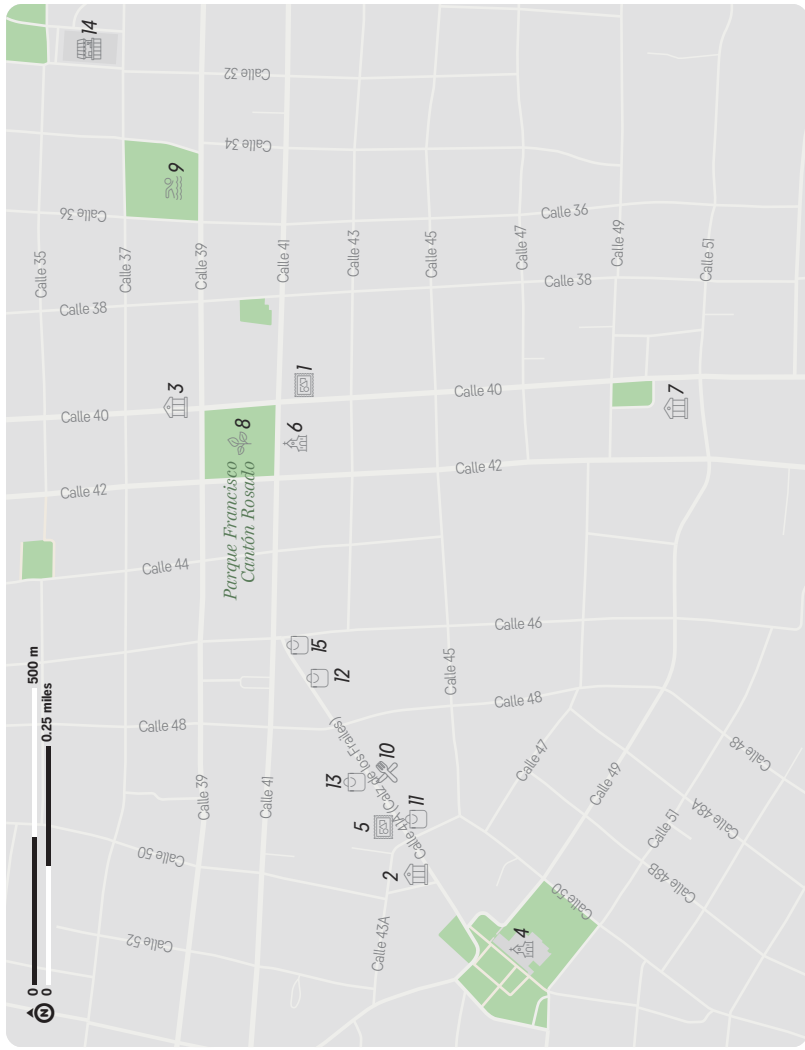 14
Calle 32
Calle 34
9
Calle 36
Calle 36
Calle 35
Calle 37
Calle 39
Calle 41
Calle 43
Calle 45
Calle 47
Calle 49
Calle 51
Calle 38
Calle 38
3
1
Calle 40
Calle 40
7
8
6
Calle 42
Calle 42
Parque Francisco
Cantón Rosado
Calle 44
Calle 46
15
12
Calle 45
500 m
0.25 miles
Calle 48
Calle 48
Calle 48
Calle 41A (Calz de los Frailes)
10
13
Calle 47
Calle 39
Calle 41
Calle 49
11
5
Calle 48A
Calle 51
Calle 50
2
Calle 48B
Calle 50
4
Calle 52
Calle 43A
0
0
N